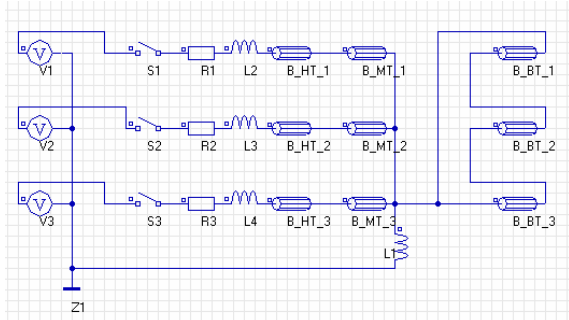 V V1 S1 R1 L2 B_HT_1 B_MT_1 B_BT_1
V V2 S2 R2 L3 B_HT_2 B_MT_2 B_BT_2
V V3 S3 R3 L4 B_HT_3 B_MT_3 B_BT_3
L1
Z1